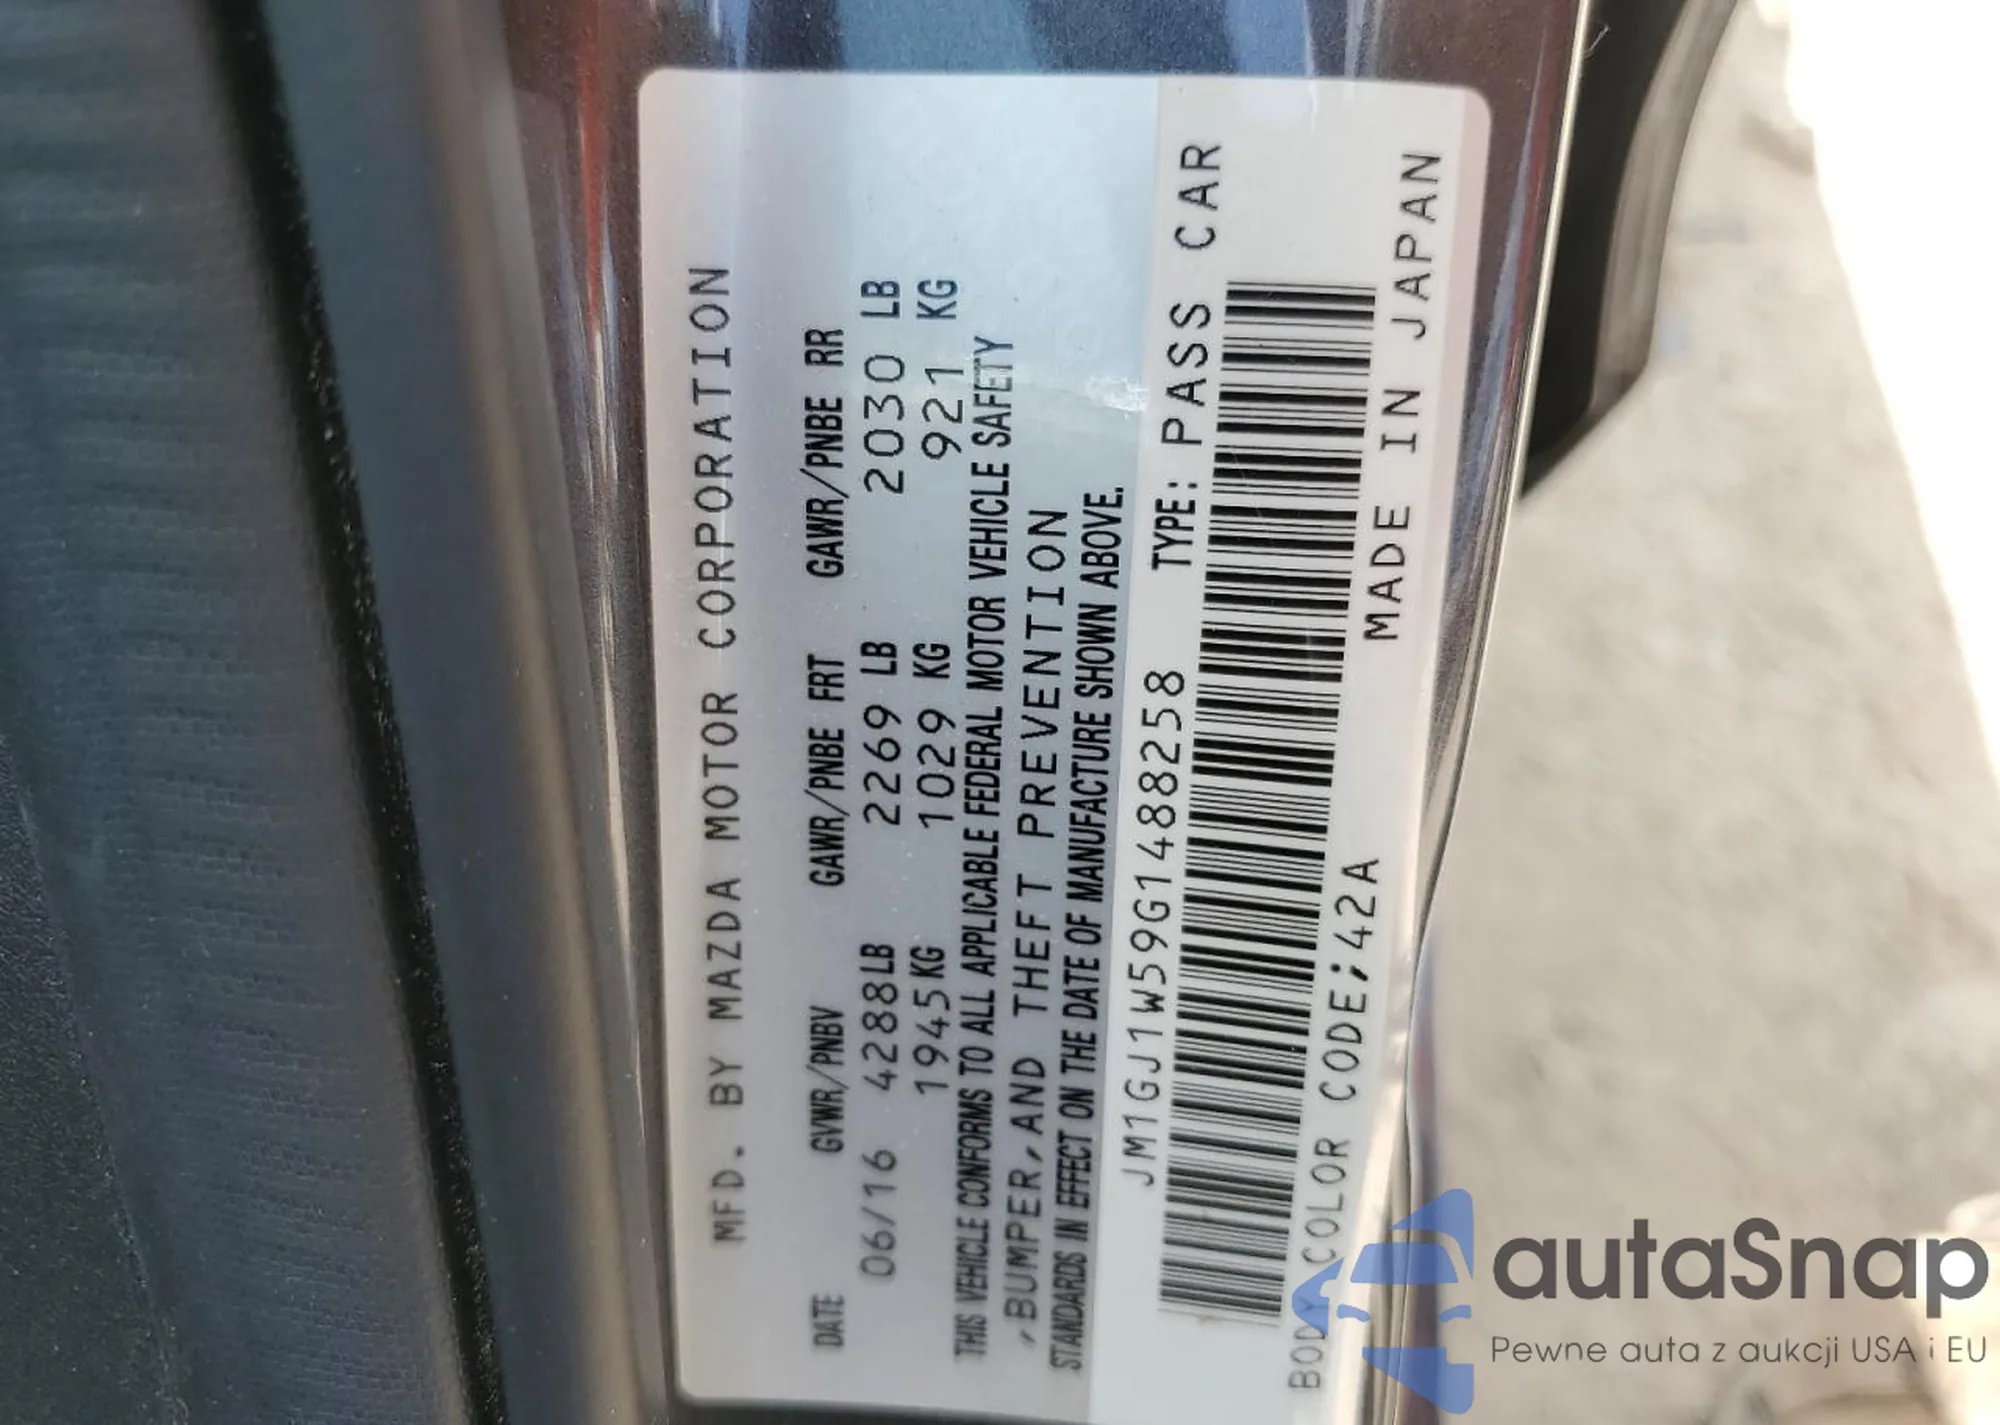 MFD. BY MAZDA MOTOR CORPORATION
DATE GVWR/PNBV GAWR/PNBE FRT GAWR/PNBE RR
06/16 4288LB 2269 LB 2030 LB
1945KG 1029 KG 921 KG
THIS VEHICLE CONFORMS TO ALL APPLICABLE FEDERAL MOTOR VEHICLE SAFETY
,BUMPER,AND THEFT PREVENTION
STANDARDS IN EFFECT ON THE DATE OF MANUFACTURE SHOWN ABOVE.
JM1GJ1W59G1488258 TYPE: PASS CAR
BODY COLOR CODE;42A MADE IN JAPAN
autaSnap
Pewne auta z aukcji USA i EU